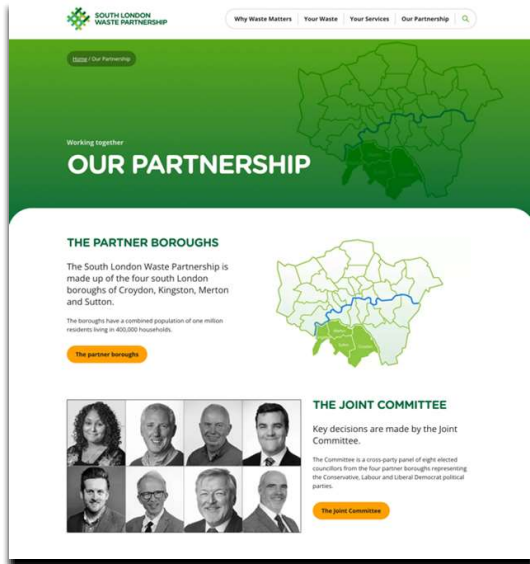 SOUTH LONDON
WASTE PARTNERSHIP
Why Waste Matters
Your Waste
Your Services
Our Partnership
Home / Our Partnership
Working together
OUR PARTNERSHIP
THE PARTNER BOROUGHS
The South London Waste Partnership is
made up of the four south London
boroughs of Croydon, Kingston, Merton
and Sutton.
The boroughs have a combined population of one million
residents living in 400,000 households.
The partner boroughs
THE JOINT COMMITTEE
Key decisions are made by the Joint
Committee.
The Committee is a cross-party panel of eight elected
councillors from the four partner boroughs representing
the Conservative, Labour and Liberal Democrat political
parties.
The Joint Committee